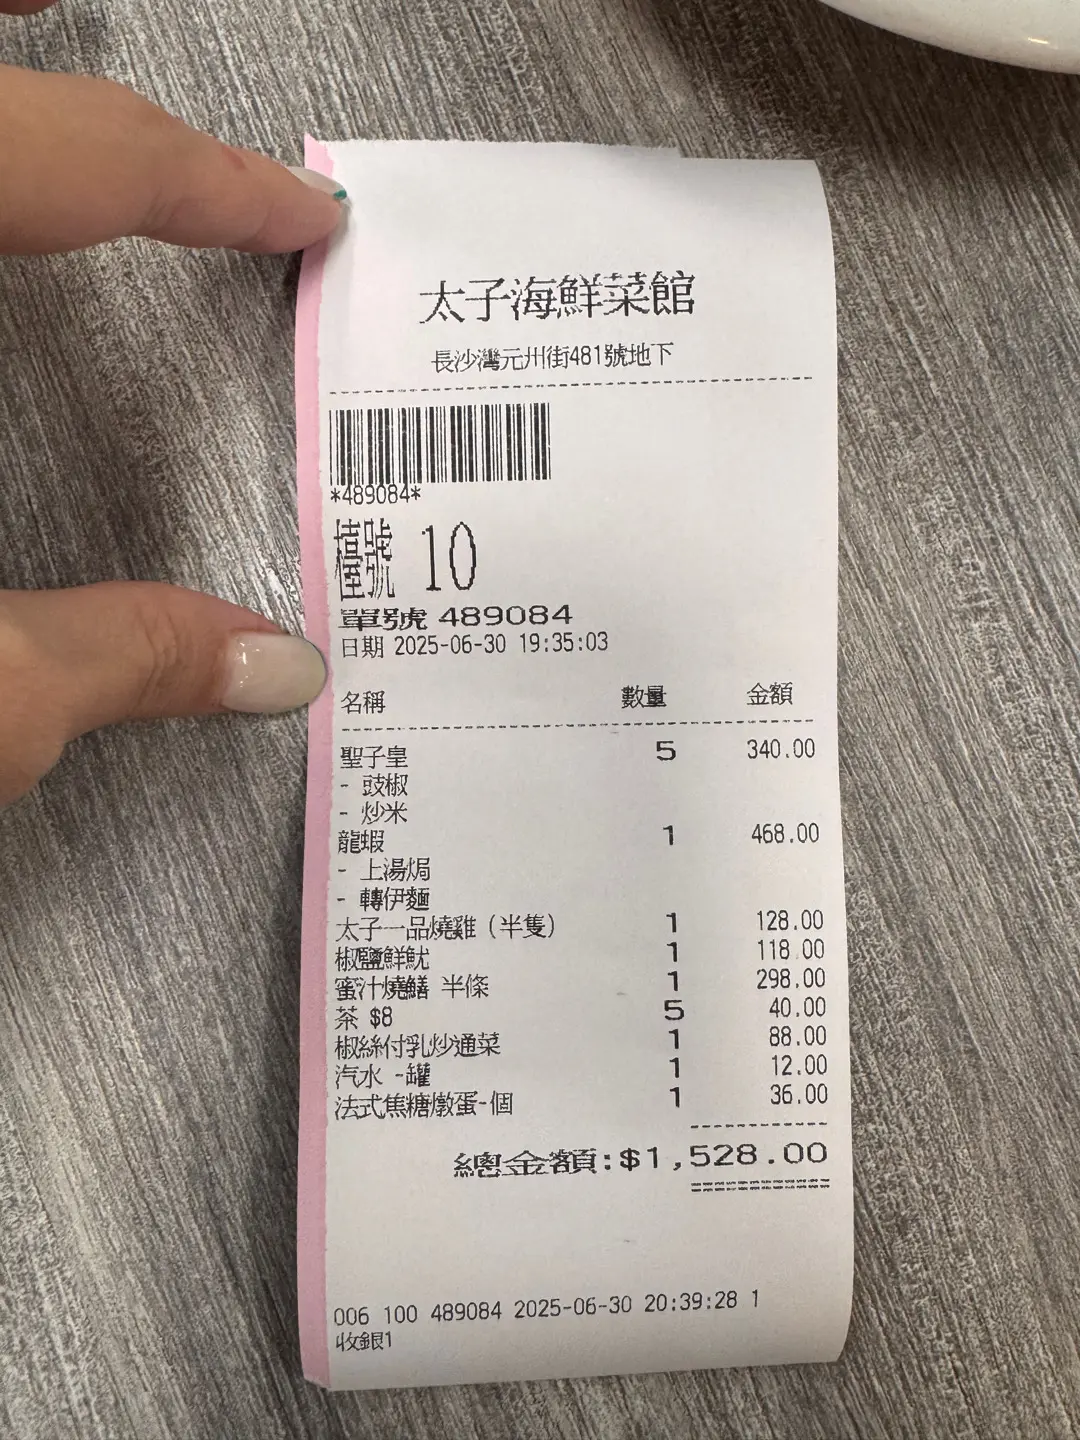 太子海鮮菜館
長沙灣元州街481號地下
*489084*
檯號 10
單號 489084
日期 2025-06-30 19:35:03
名稱 數量 金額
聖子皇 5 340.00
- 豉椒
- 炒米
龍蝦 1 468.00
- 上湯焗
- 轉伊麵
太子一品燒雞(半隻) 1 128.00
椒鹽鮮魷 1 118.00
蜜汁燒鱔 半條 1 298.00
茶 $8 5 40.00
椒絲付乳炒通菜 1 88.00
汽水 -罐 1 12.00
法式焦糖燉蛋-個 1 36.00
總金額:$1,528.00
006 100 489084 2025-06-30 20:39:28 1
收銀1